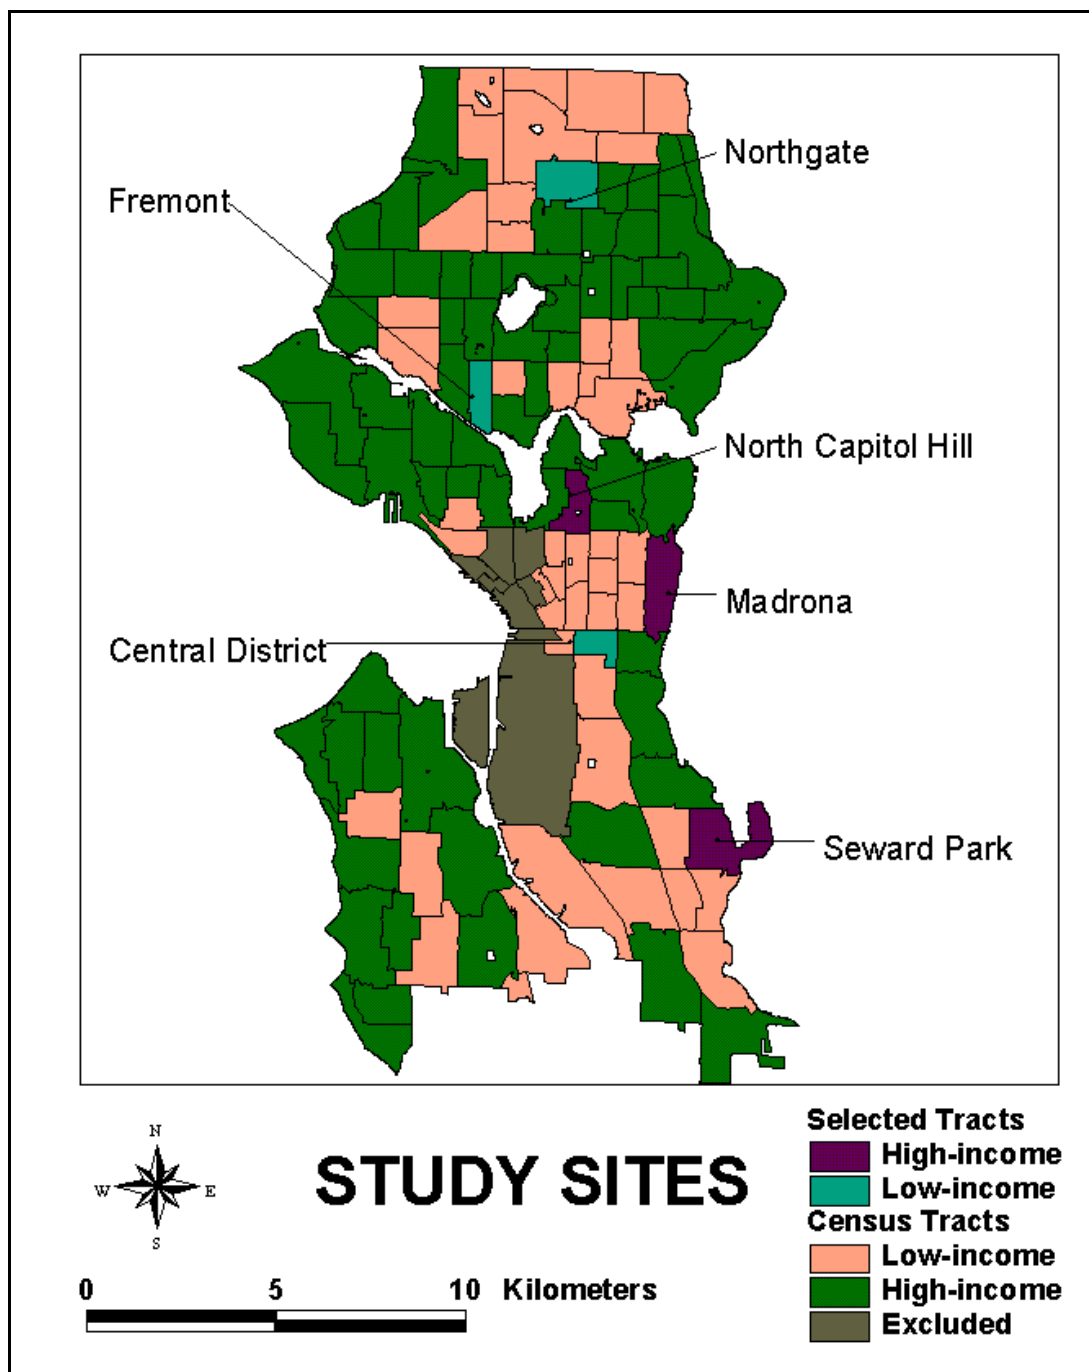 Northgate
Fremont
North Capitol Hill
Madrona
Central District
Seward Park
N
W E
S
STUDY SITES
0 5 10 Kilometers
Selected Tracts
High-income
Low-income
Census Tracts
Low-income
High-income
Excluded